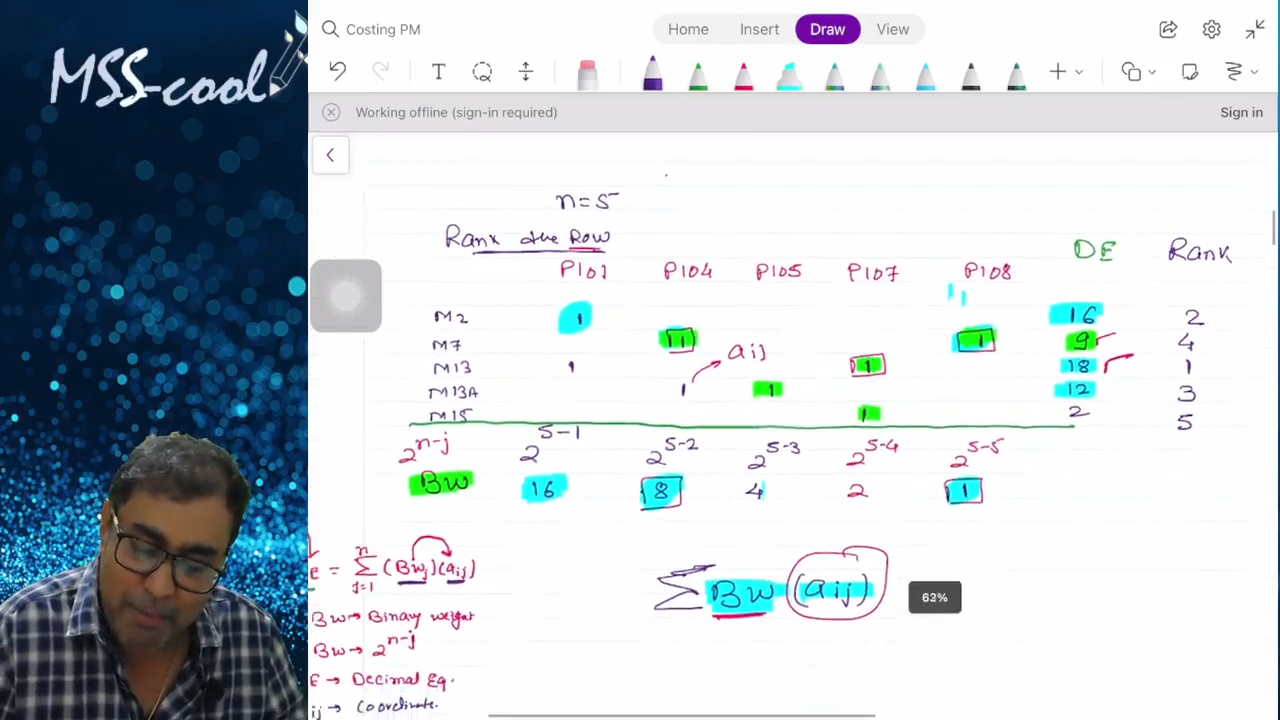 MSS-cool
Costing PM
Home Insert Draw View
Working offline (sign-in required)
Sign in
n=5
Rank the Row
P101 P104 P105 P107 P108 DE Rank
M2 1 16 2
M7 1 1 9 4
aij
M13 1 1 18 1
M13A 1 1 12 3
M15 1 2 5
2^n-j 2^5-1 2^5-2 2^5-3 2^5-4 2^5-5
BW 16 8 4 2 1
E = n∑j=1 (Bwj)(aij)
∑ BW (aij)
62%
Bw→ Binary weight
Bw→ 2^n-j
E → Decimal Eq.
ij → Coordinate.